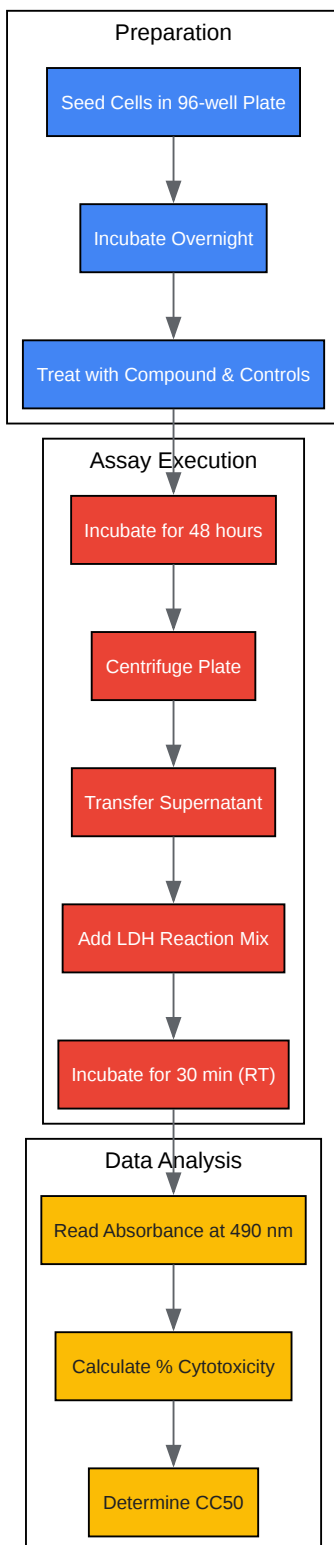 Preparation
Seed Cells in 96-well Plate
Incubate Overnight
Treat with Compound & Controls
Assay Execution
Incubate for 48 hours
Centrifuge Plate
Transfer Supernatant
Add LDH Reaction Mix
Incubate for 30 min (RT)
Data Analysis
Read Absorbance at 490 nm
Calculate % Cytotoxicity
Determine CC50